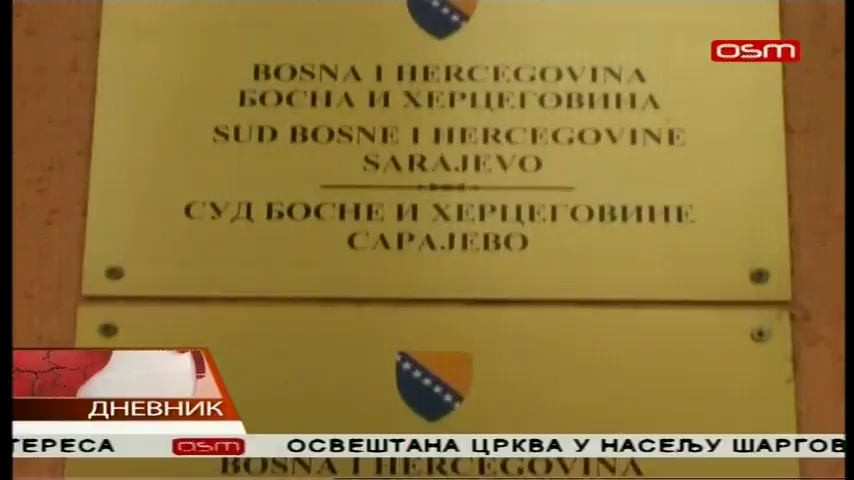 OSM
BOSNA I HERCEGOVINA
БОСНА И ХЕРЦЕГОВИНА
SUD BOSNE I HERCEGOVINE
SARAJEVO
СУД БОСНЕ И ХЕРЦЕГОВИНЕ
САРАЈЕВО
ДНЕВНИК
ТЕРЕСА OSM ОСВЕШТАНА ЦРКВА У НАСЕЉУ ШАРГОВ
BOSNA I HERCEGOVINA